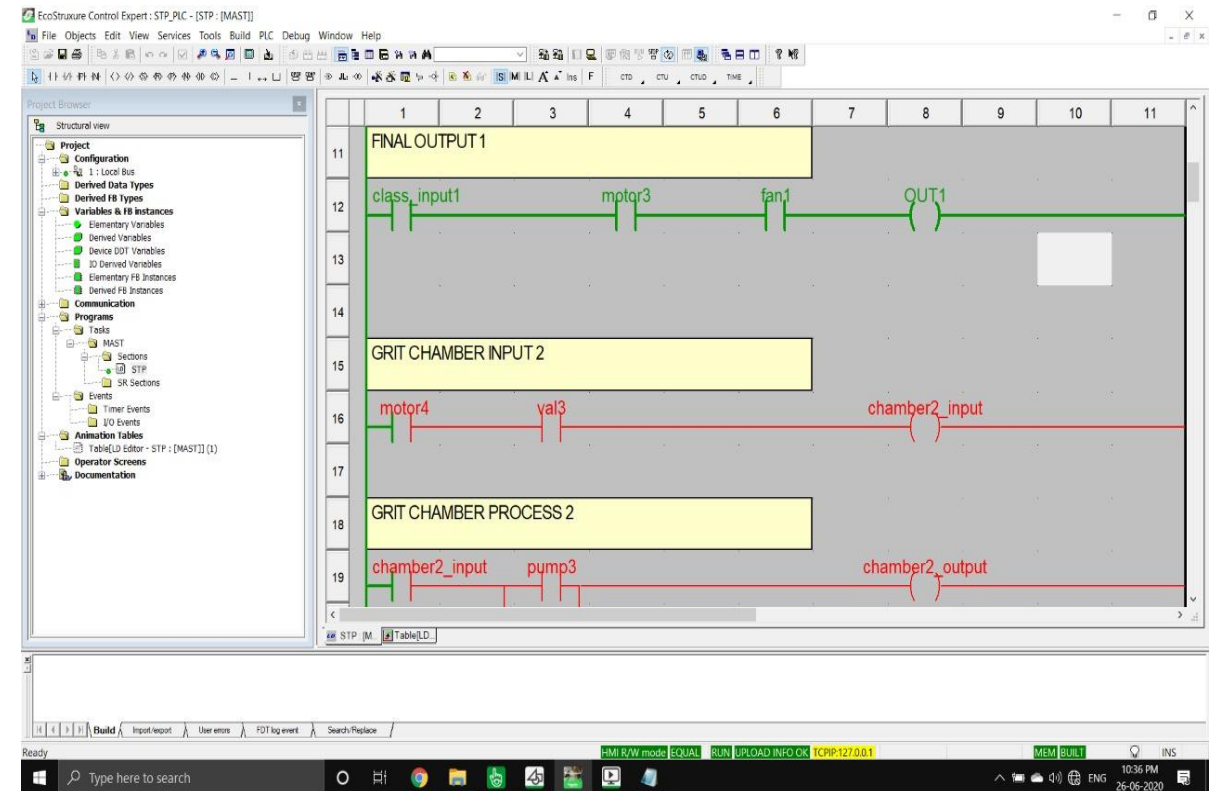 EcoStruxure Control Expert : STP_PLC - [STP : [MAST]]
File Objects Edit View Services Tools Build PLC Debug Window Help
S M IL Ins F CTD CTU CTUD TIME
Project Browser
Structural view
Project
Configuration
1 : Local Bus
Derived Data Types
Derived FB Types
Variables & FB instances
Elementary Variables
Derived Variables
Device DDT Variables
IO Derived Variables
Elementary FB Instances
Derived FB Instances
Communication
Programs
Tasks
MAST
Sections
STP
SR Sections
Events
Timer Events
I/O Events
Animation Tables
Table[LD Editor - STP : [MAST]] (1)
Operator Screens
Documentation
1 2 3 4 5 6 7 8 9 10 11
11 FINAL OUTPUT 1
class_input1 motor3 fan1 OUT1
12
13
14
15 GRIT CHAMBER INPUT 2
motor4 val3 chamber2_input
16
17
18 GRIT CHAMBER PROCESS 2
chamber2_input pump3 chamber2_output
19
STP : [M... Table[LD...
Build Import/export User errors FDT log event Search/Replace
Ready HMI R/W mode EQUAL RUN UPLOAD INFO OK TCPIP:127.0.0.1 MEM BUILT INS
Type here to search ENG 10:36 PM
26-06-2020